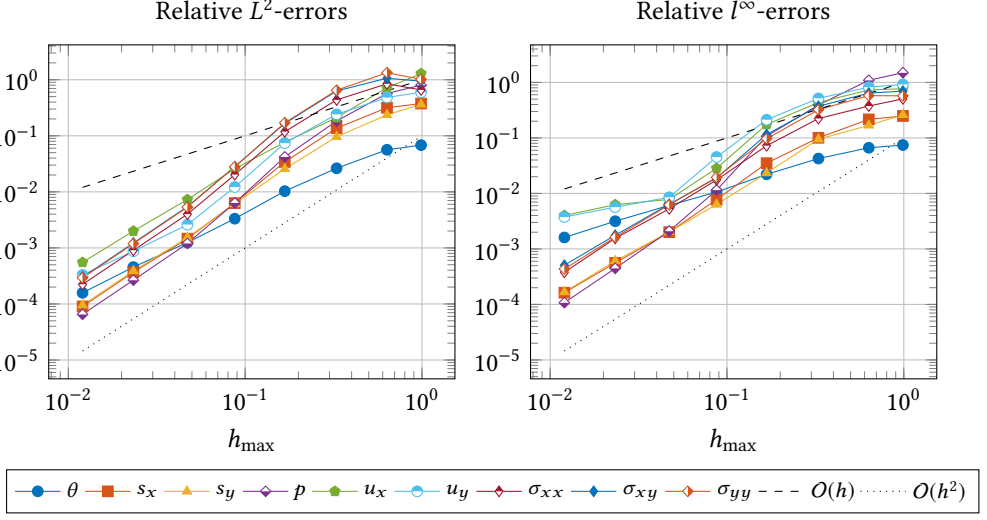 Relative L²-errors
Relative l^∞-errors
10⁰
10⁻¹
10⁻²
10⁻³
10⁻⁴
10⁻⁵
10⁻² 10⁻¹ 10⁰
h_max
10⁰
10⁻¹
10⁻²
10⁻³
10⁻⁴
10⁻⁵
10⁻² 10⁻¹ 10⁰
h_max
θ s_x s_y p u_x u_y σ_xx σ_xy σ_yy O(h) O(h²)